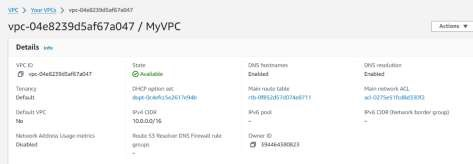 VPC > Your VPCs > vpc-04e8239d5af67a047
vpc-04e8239d5af67a047 / MyVPC
Actions ▼
Details Info
VPC ID
vpc-04e8239d5af67a047
State
Available
DNS hostnames
Enabled
DNS resolution
Enabled
Tenancy
Default
DHCP option set
Main route table
Main network ACL
Default VPC
No
IPv4 CIDR
10.0.0.0/16
IPv6 pool
–
IPv6 CIDR (Network border group)
–
Network Address Usage metrics
Disabled
Route 53 Resolver DNS Firewall rule
groups
–
Owner ID
394464580823